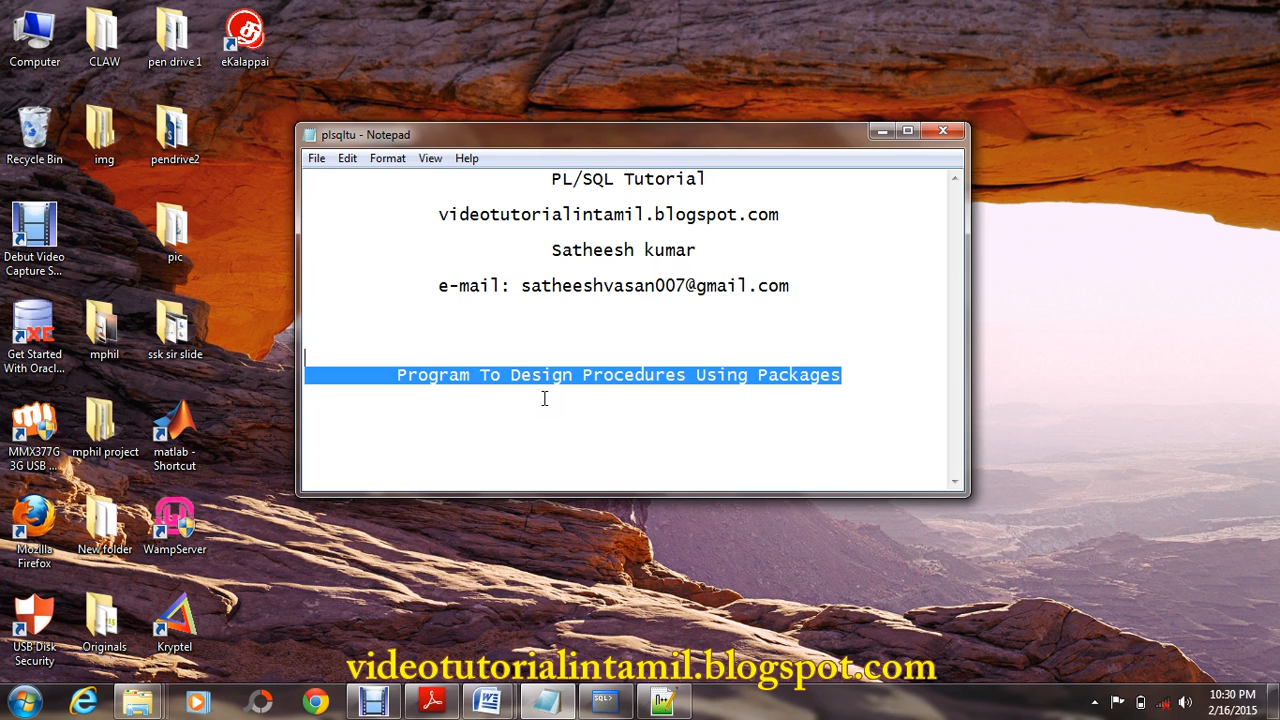 Computer
CLAW
pen drive1
eKalappai
Recycle Bin
img
pendrive2
Debut Video
Capture S...
pic
XE
Get Started
With Oracl...
mphil
ssk sir slide
MMX377G
3G USB ...
mphil project
matlab -
Shortcut
Mozilla
Firefox
New folder
WampServer
USB Disk
Security
Originals
Kryptel
plsqltu - Notepad
File Edit Format View Help
PL/SQL Tutorial
videotutorialintamil.blogspot.com
Satheesh kumar
e-mail: satheeshvasan007@gmail.com
Program To Design Procedures Using Packages
videotutorialintamil.blogspot.com
10:30 PM
2/16/2015